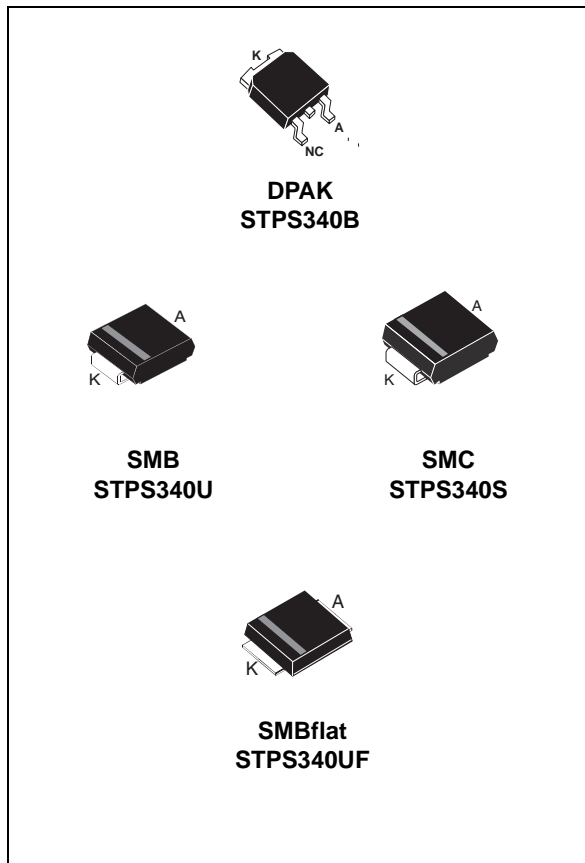 K
A
NC
DPAK
STPS340B
A
K
SMB
STPS340U
A
K
SMC
STPS340S
A
K
SMBflat
STPS340UF